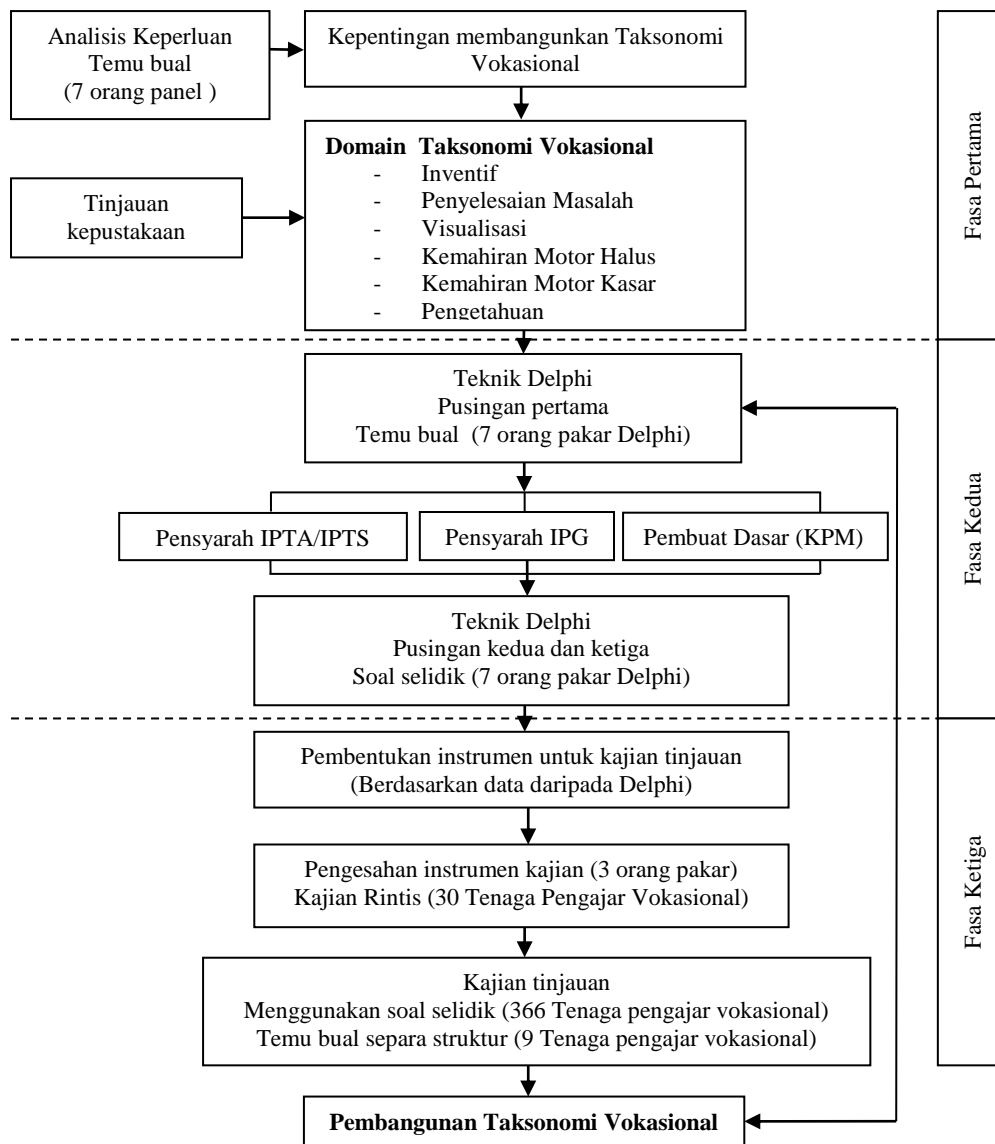 Analisis Keperluan
Temu bual
(7 orang panel )
Kepentingan membangunkan Taksonomi
Vokasional
Domain Taksonomi Vokasional
- Inventif
- Penyelesaian Masalah
- Visualisasi
- Kemahiran Motor Halus
- Kemahiran Motor Kasar
- Pengetahuan
Tinjauan
kepustakaan
Fasa Pertama
Teknik Delphi
Pusingan pertama
Temu bual (7 orang pakar Delphi)
Pensyarah IPTA/IPTS
Pensyarah IPG
Pembuat Dasar (KPM)
Teknik Delphi
Pusingan kedua dan ketiga
Soal selidik (7 orang pakar Delphi)
Fasa Kedua
Pembentukan instrumen untuk kajian tinjauan
(Berdasarkan data daripada Delphi)
Pengesahan instrumen kajian (3 orang pakar)
Kajian Rintis (30 Tenaga Pengajar Vokasional)
Kajian tinjauan
Menggunakan soal selidik (366 Tenaga pengajar vokasional)
Temu bual separa struktur (9 Tenaga pengajar vokasional)
Fasa Ketiga
Pembangunan Taksonomi Vokasional